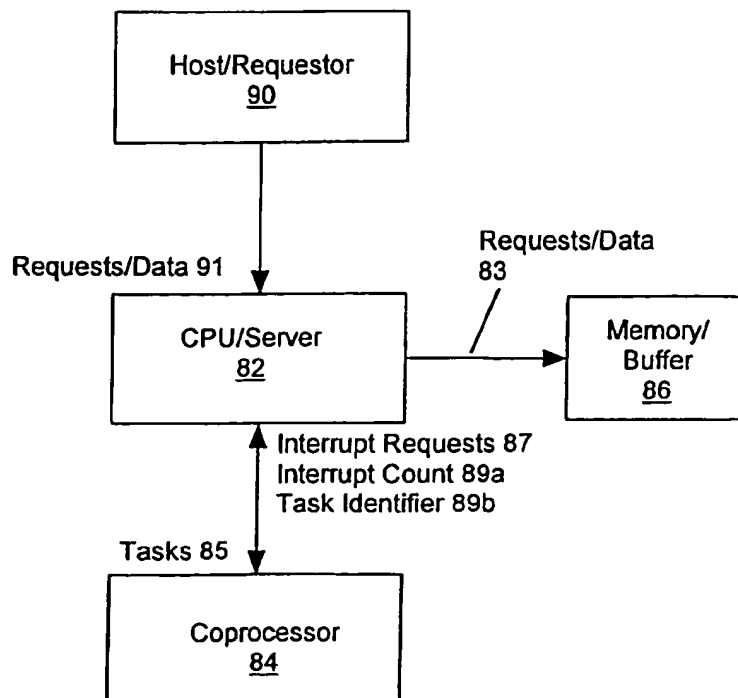 Host/Requestor
90
Requests/Data 91
Requests/Data
83
CPU/Server
82
Memory/
Buffer
86
Interrupt Requests 87
Interrupt Count 89a
Task Identifier 89b
Tasks 85
Coprocessor
84